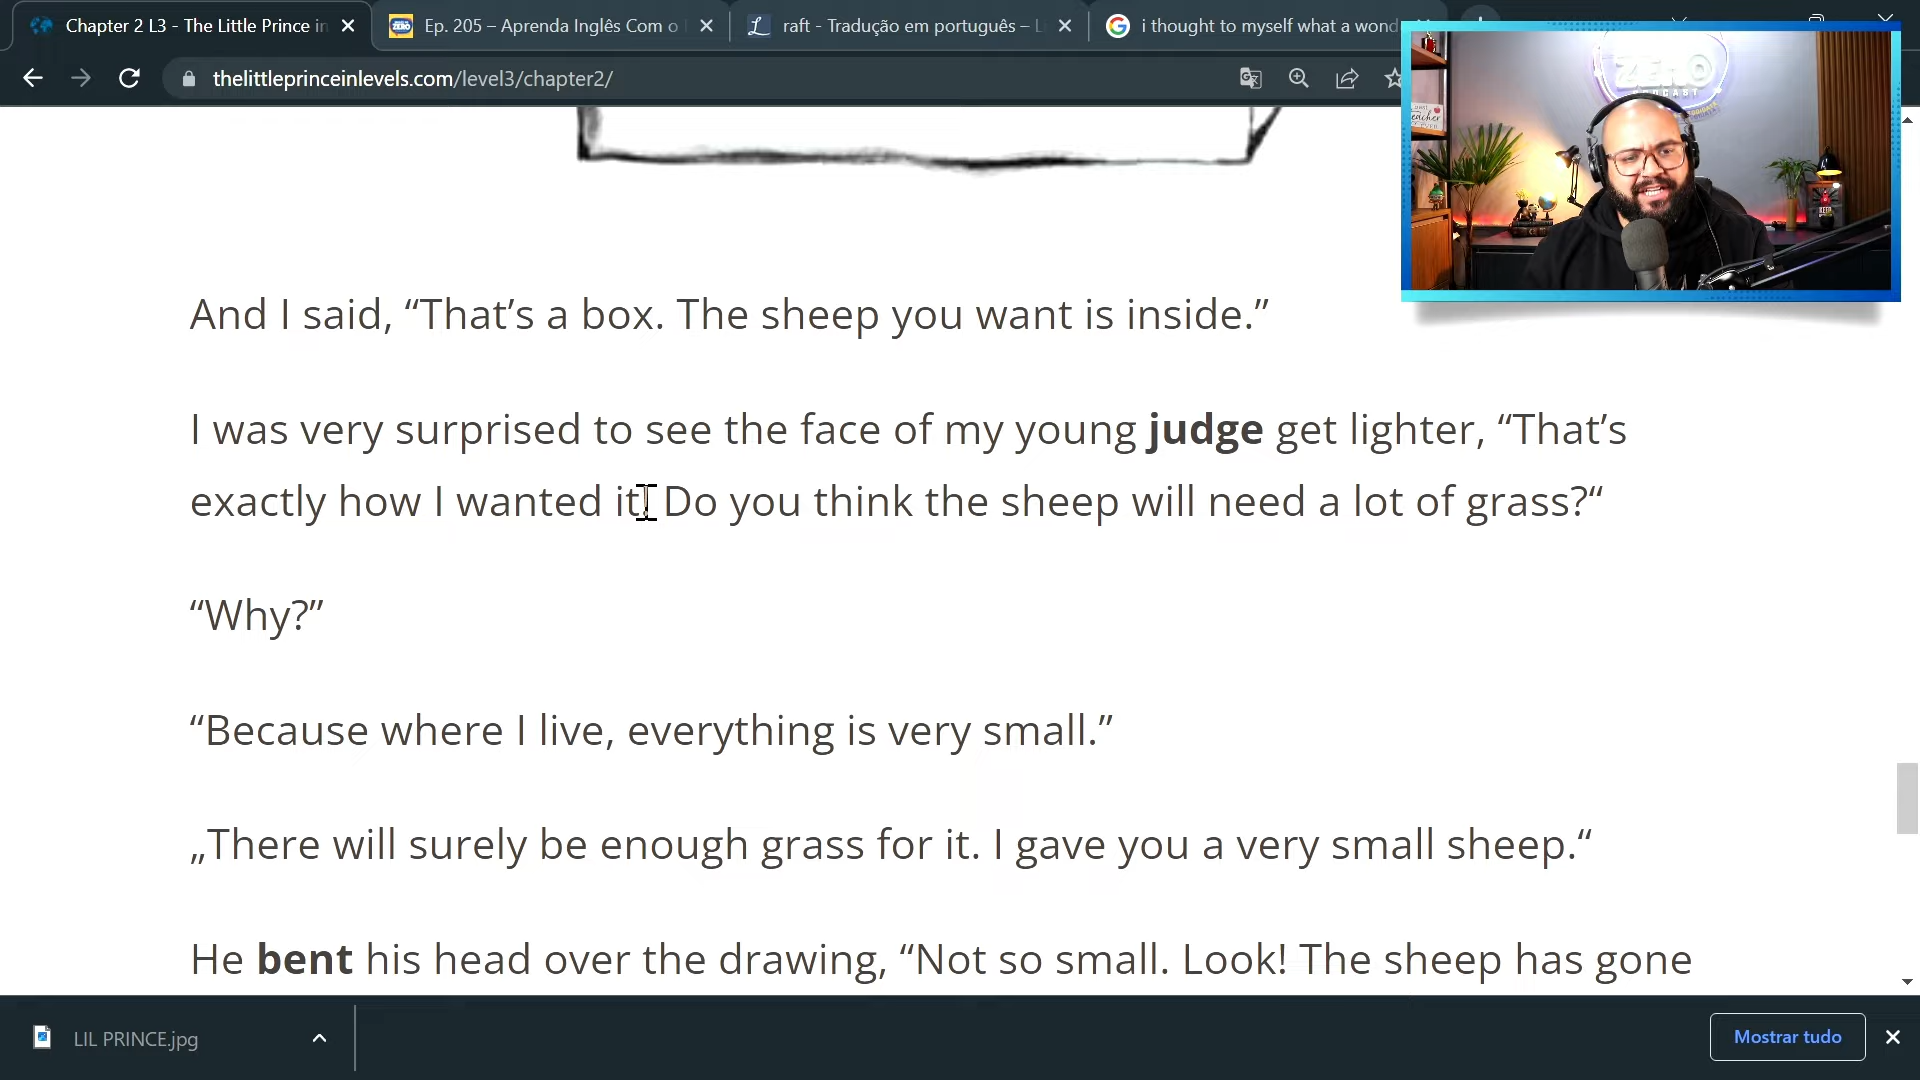 Chapter 2 L3 - The Little Prince in
Ep. 205 – Aprenda Inglês Com o
raft - Tradução em português – Li
i thought to myself what a wond
thelittleprinceinlevels.com/level3/chapter2/
ZERO
PODCAST
And I said, “That’s a box. The sheep you want is inside.”
I was very surprised to see the face of my young judge get lighter, “That’s
exactly how I wanted it! Do you think the sheep will need a lot of grass?“
“Why?”
“Because where I live, everything is very small.”
„There will surely be enough grass for it. I gave you a very small sheep.“
He bent his head over the drawing, “Not so small. Look! The sheep has gone
LIL PRINCE.jpg
Mostrar tudo